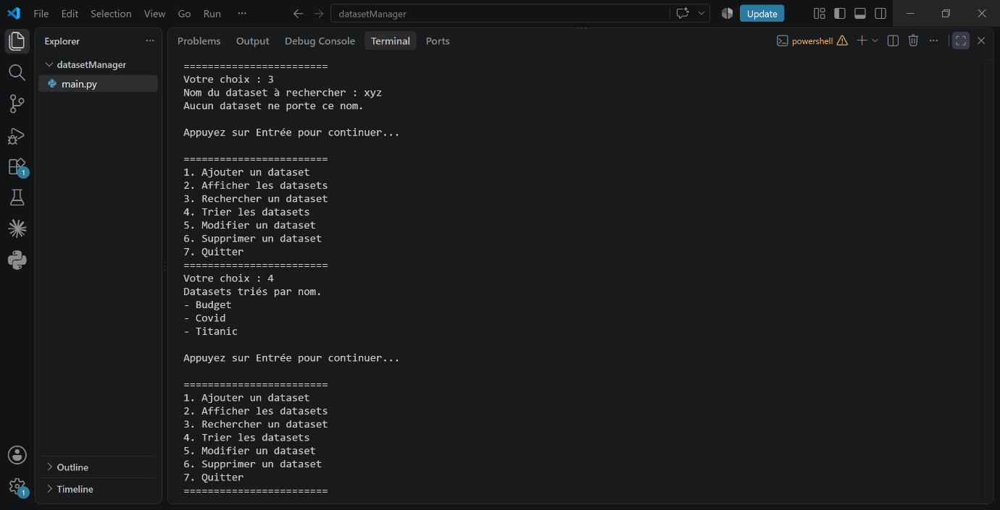 File Edit Selection View Go Run ··· datasetManager Update
Explorer ···
datasetManager
main.py
Outline
Timeline
1
1
Problems Output Debug Console Terminal Ports powershell ···
========================
Votre choix : 3
Nom du dataset à rechercher : xyz
Aucun dataset ne porte ce nom.
Appuyez sur Entrée pour continuer...
========================
1. Ajouter un dataset
2. Afficher les datasets
3. Rechercher un dataset
4. Trier les datasets
5. Modifier un dataset
6. Supprimer un dataset
7. Quitter
========================
Votre choix : 4
Datasets triés par nom.
- Budget
- Covid
- Titanic
Appuyez sur Entrée pour continuer...
========================
1. Ajouter un dataset
2. Afficher les datasets
3. Rechercher un dataset
4. Trier les datasets
5. Modifier un dataset
6. Supprimer un dataset
7. Quitter
========================